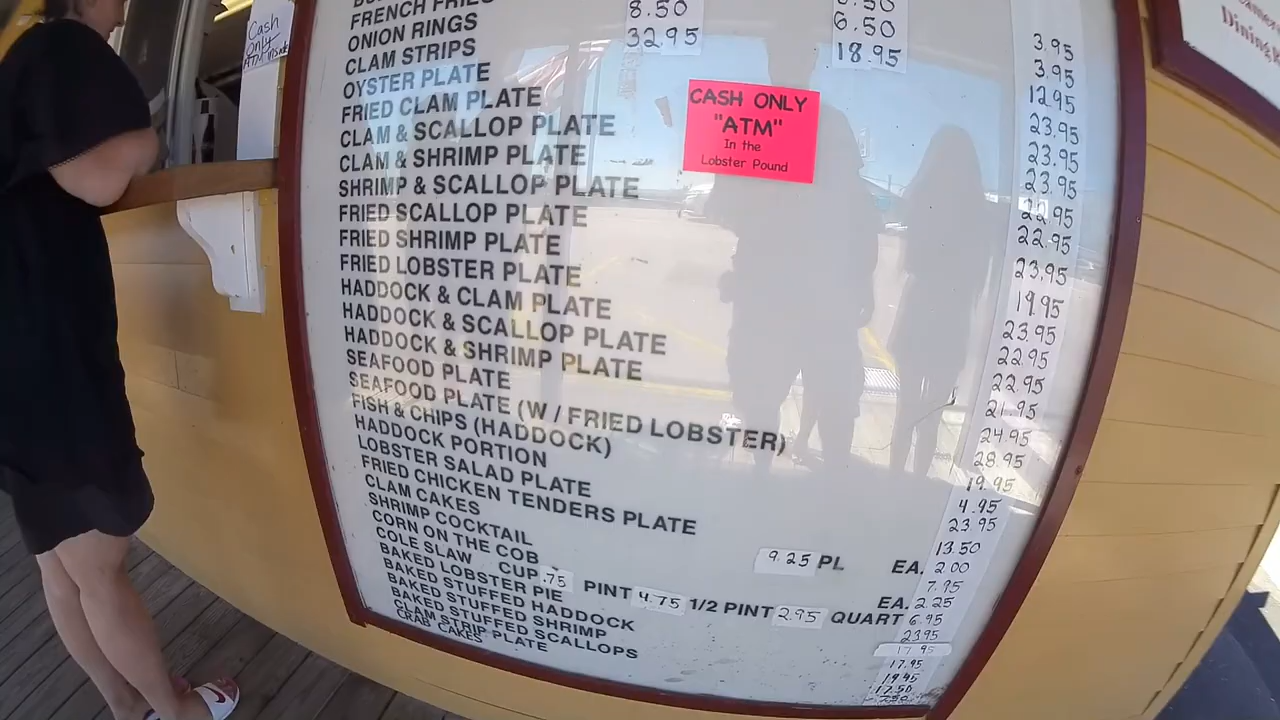 Cash
Only
FRENCH FRIES 8.50 6.50 3.95
ONION RINGS 32.95 18.95 3.95
CLAM STRIPS 12.95
OYSTER PLATE 23.95
FRIED CLAM PLATE 23.95
CLAM & SCALLOP PLATE 23.95
CLAM & SHRIMP PLATE 22.95
SHRIMP & SCALLOP PLATE 22.95
FRIED SCALLOP PLATE 23.95
FRIED SHRIMP PLATE 19.95
FRIED LOBSTER PLATE 23.95
HADDOCK & CLAM PLATE 22.95
HADDOCK & SCALLOP PLATE 22.95
HADDOCK & SHRIMP PLATE 21.95
SEAFOOD PLATE 24.95
SEAFOOD PLATE (W / FRIED LOBSTER) 28.95
FISH & CHIPS (HADDOCK) 19.95
HADDOCK PORTION 4.95
LOBSTER SALAD PLATE 23.95
FRIED CHICKEN TENDERS PLATE 13.50
CLAM CAKES 9.25 PL EA. 2.00
SHRIMP COCKTAIL 7.95
CORN ON THE COB EA. 2.25
COLE SLAW CUP .75 PINT 4.75 1/2 PINT 2.95 QUART 6.95
BAKED LOBSTER PIE 23.95
BAKED STUFFED HADDOCK 17.95
BAKED STUFFED SHRIMP 17.95
BAKED STUFFED SCALLOPS 19.95
CLAM STRIP PLATE 17.50
CRAB CAKES
CASH ONLY
"ATM"
In the
Lobster Pound
Dining